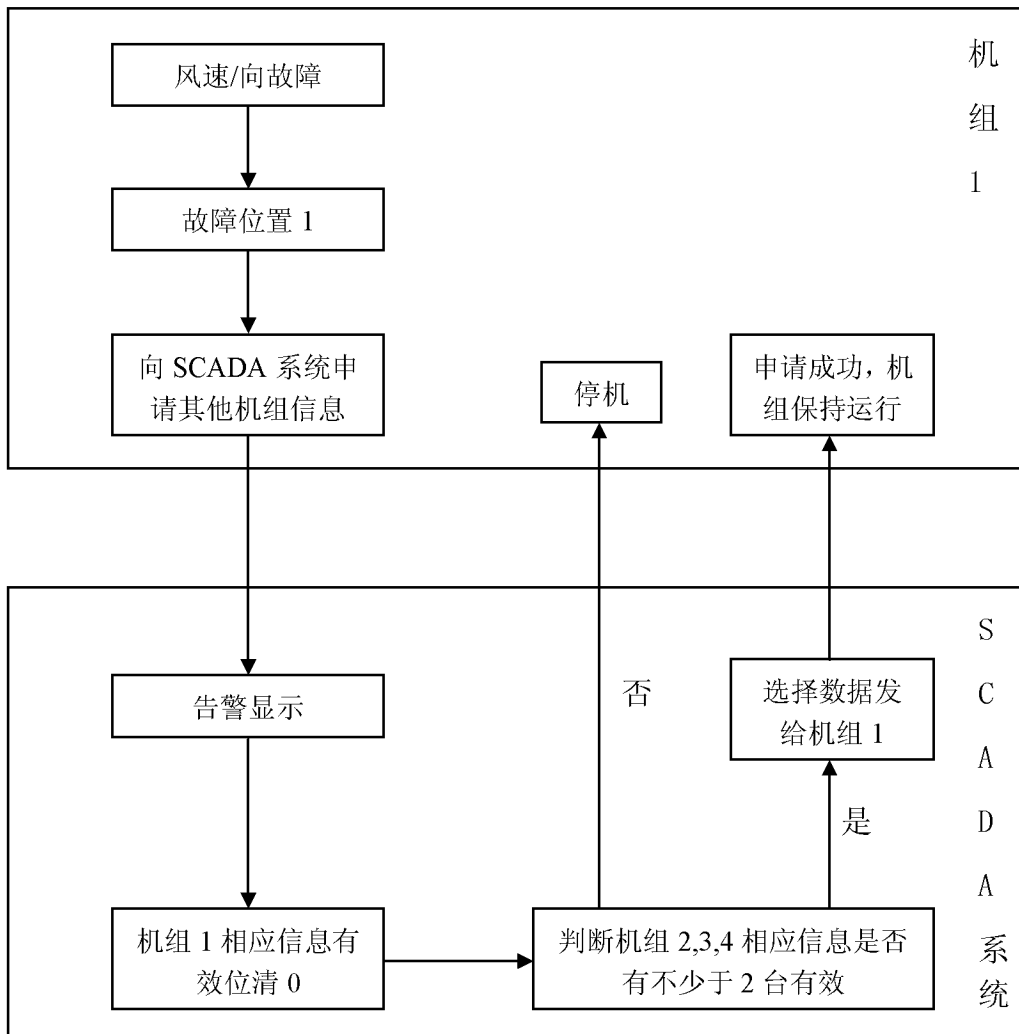 风速/向故障
故障位置 1
向 SCADA 系统申
请其他机组信息
停机
申请成功，机
组保持运行
机
组
1
告警显示
否
选择数据发
给机组 1
是
机组 1 相应信息有
效位清 0
判断机组 2,3,4 相应信息是否
有不少于 2 台有效
S
C
A
D
A
系
统